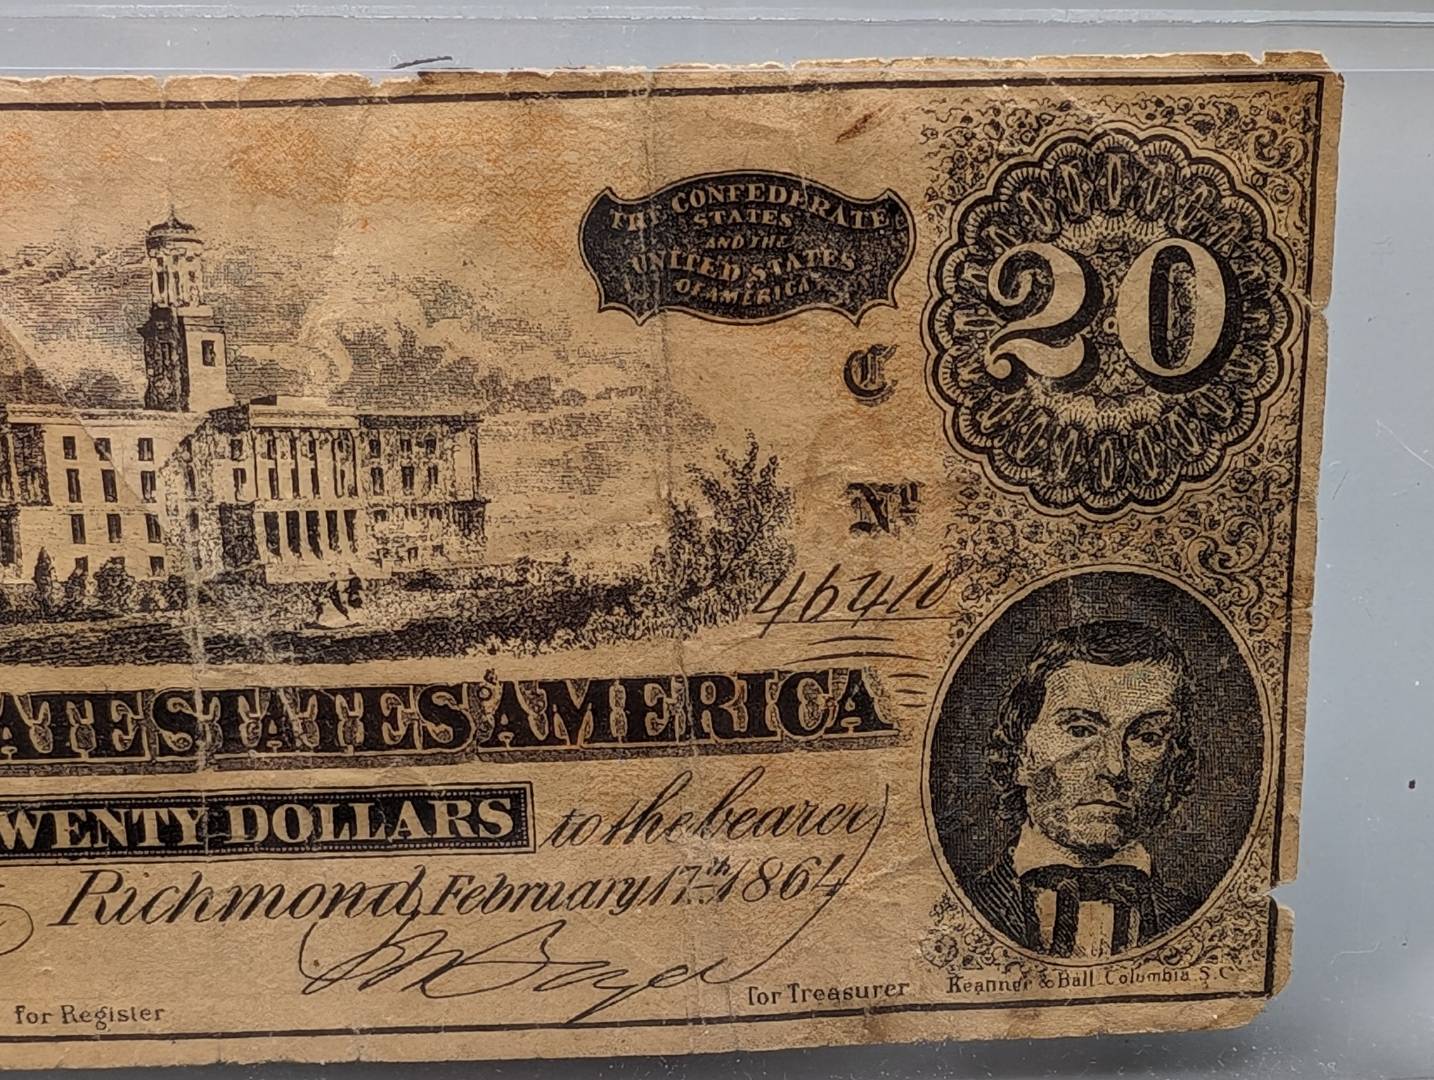 THE CONFEDERATE
STATES
AND THE
UNITED STATES
OF AMERICA
20
C
No
46410
ATE STATES AMERICA
WENTY DOLLARS to the bearer
Richmond, February 17th 1864
for Register
for Treasurer
Keanner & Ball Columbia S.C